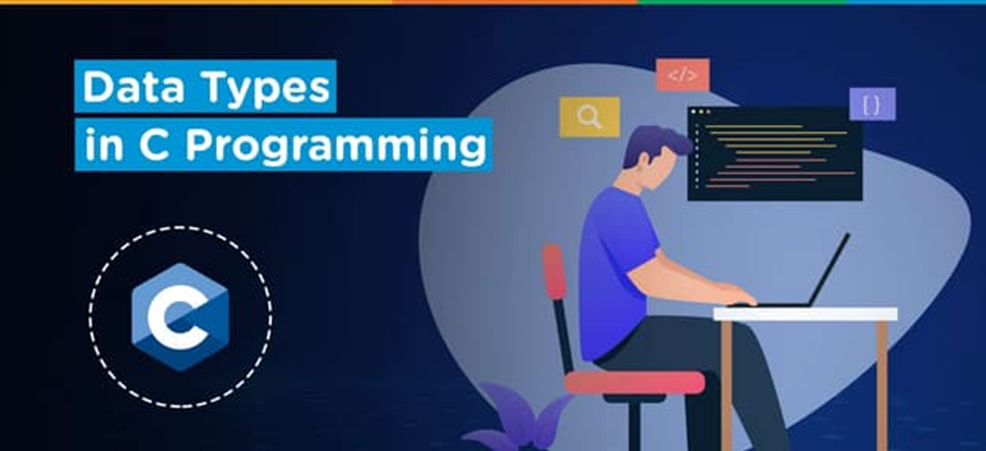 Data Types
in C Programming
</>
{}
C